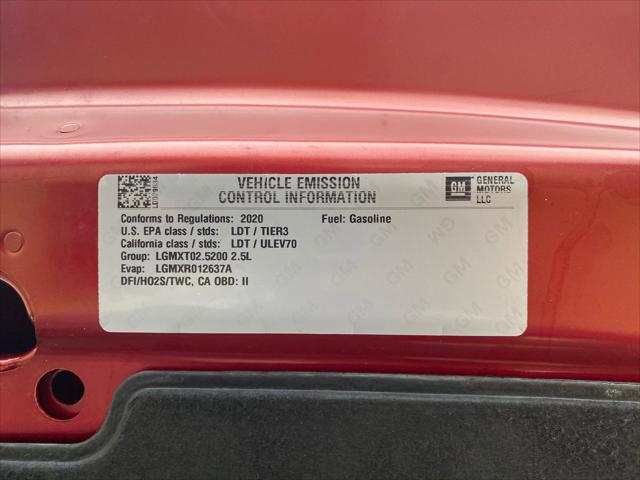 VEHICLE EMISSION
CONTROL INFORMATION
GM GENERAL MOTORS LLC
Conforms to Regulations: 2020 Fuel: Gasoline
U.S. EPA class / stds: LDT / TIER3
California class / stds: LDT / ULEV70
Group: LGMXT02.5200 2.5L
Evap: LGMXR012637A
DFI/HO2S/TWC, CA OBD: II